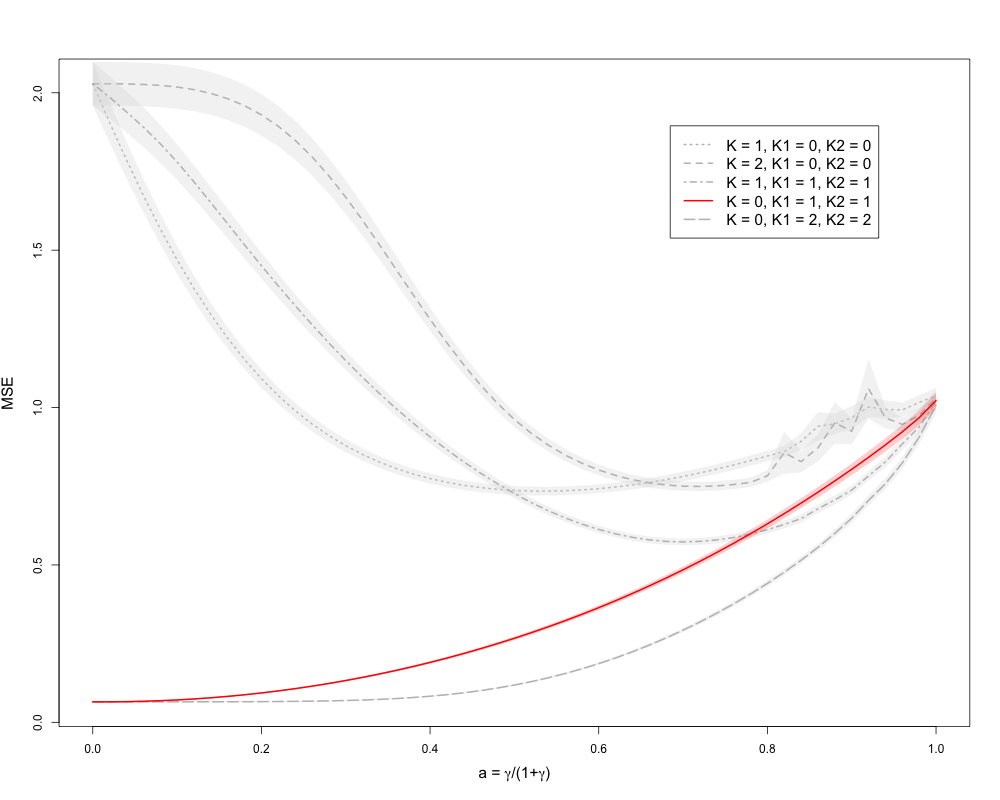 K = 1, K1 = 0, K2 = 0
K = 2, K1 = 0, K2 = 0
K = 1, K1 = 1, K2 = 1
K = 0, K1 = 1, K2 = 1
K = 0, K1 = 2, K2 = 2
MSE
2.0
1.5
1.0
0.5
0.0
0.0 0.2 0.4 0.6 0.8 1.0
a = γ/(1+γ)